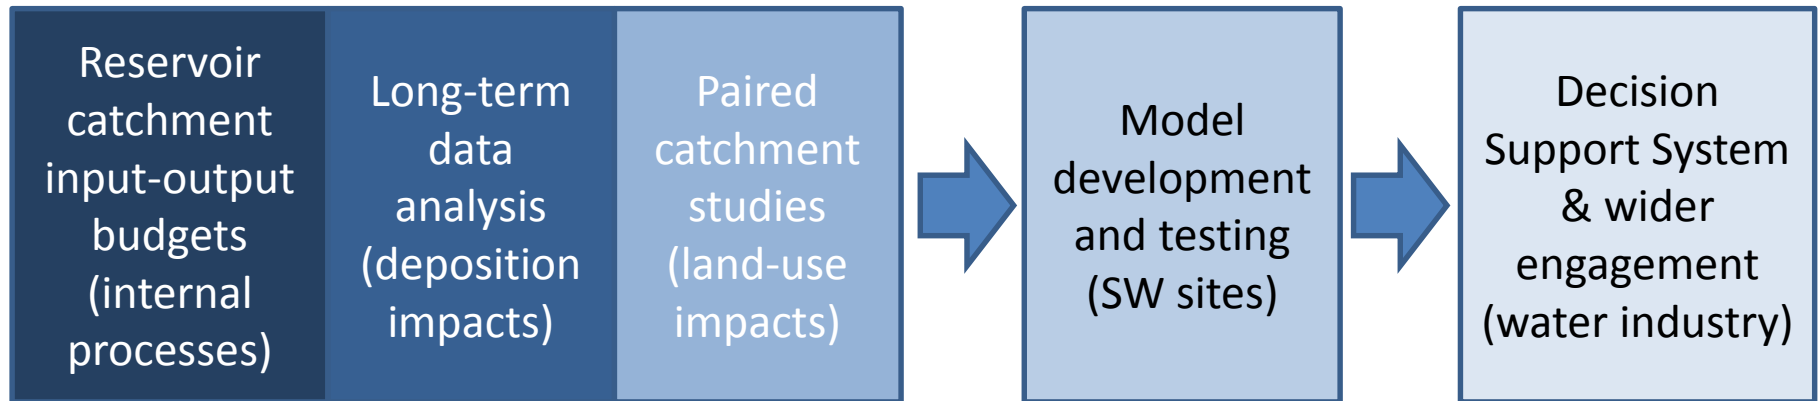 Reservoir
catchment
input-output
budgets
(internal
processes)
Long-term
data
analysis
(deposition
impacts)
Paired
catchment
studies
(land-use
impacts)
Model
development
and testing
(SW sites)
Decision
Support System
& wider
engagement
(water industry)